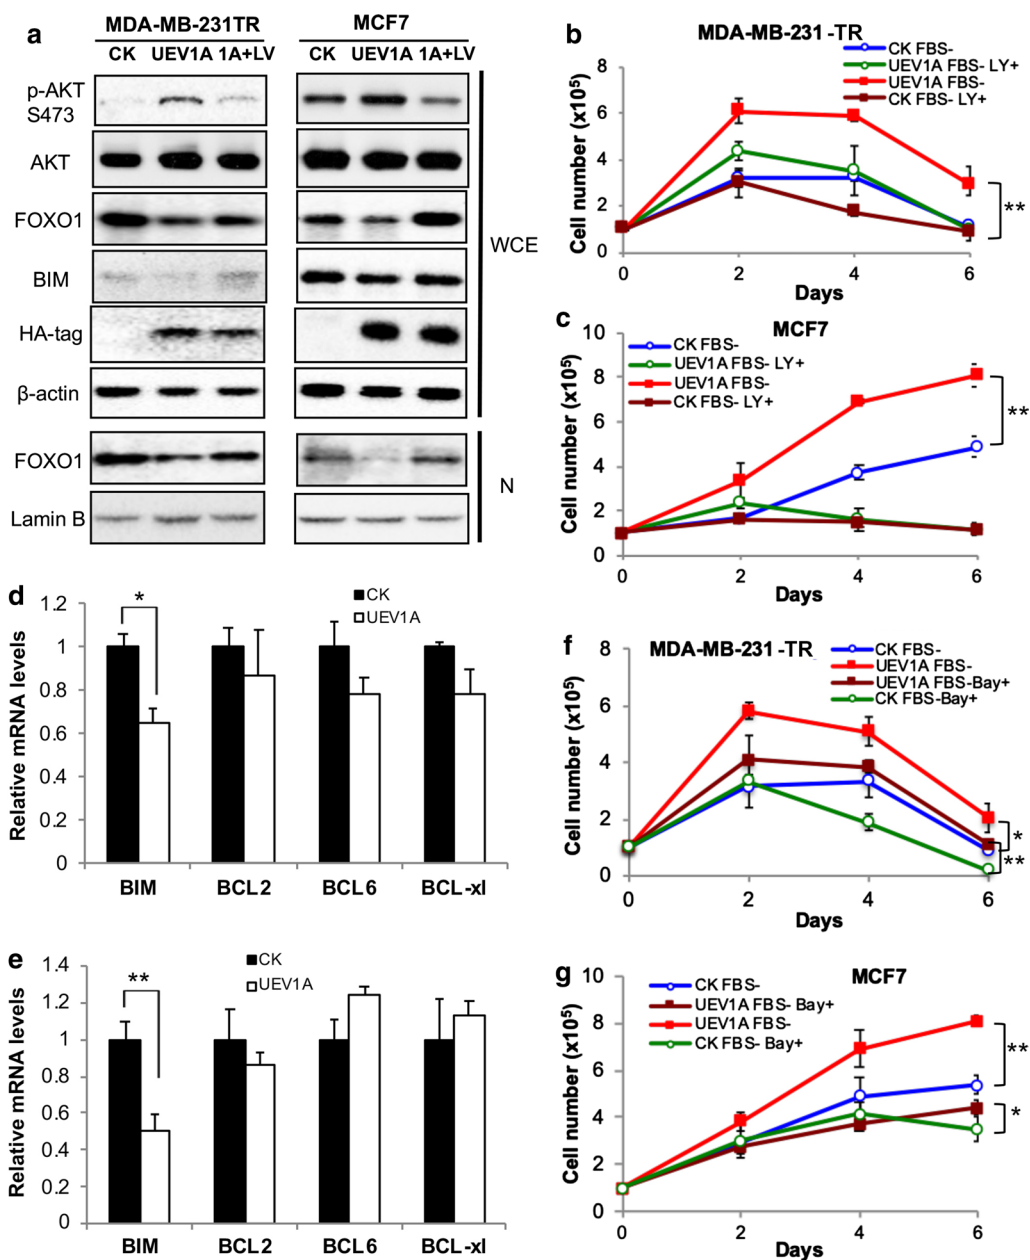 a
MDA-MB-231TR
MCF7
CK UEV1A 1A+LV
CK UEV1A 1A+LV
p-AKT
S473
AKT
FOXO1
BIM
HA-tag
β-actin
WCE
FOXO1
Lamin B
N
b
MDA-MB-231 -TR
CK FBS-
UEV1A FBS- LY+
UEV1A FBS-
CK FBS- LY+
Cell number (x10⁵)
8
6
4
2
0
**
0 2 4 6
Days
c
MCF7
CK FBS-
UEV1A FBS- LY+
UEV1A FBS-
CK FBS- LY+
Cell number (x10⁵)
10
8
6
4
2
0
**
0 2 4 6
Days
d
CK
UEV1A
*
Relative mRNA levels
1.2
1
0.8
0.6
0.4
0.2
0
BIM BCL2 BCL6 BCL-xl
e
CK
UEV1A
**
Relative mRNA levels
1.4
1.2
1
0.8
0.6
0.4
0.2
0
BIM BCL2 BCL6 BCL-xl
f
MDA-MB-231 -TR
CK FBS-
UEV1A FBS-
UEV1A FBS-Bay+
CK FBS-Bay+
Cell number (x10⁵)
8
6
4
2
0
*
**
0 2 4 6
Days
g
MCF7
CK FBS-
UEV1A FBS- Bay+
UEV1A FBS-
CK FBS- Bay+
Cell number (x10⁵)
10
8
6
4
2
0
**
*
0 2 4 6
Days